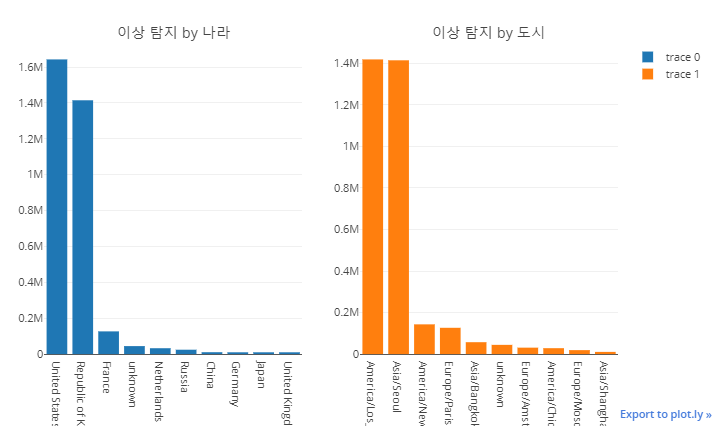 이상 탐지 by 나라
이상 탐지 by 도시
1.6M
1.4M
1.2M
1M
0.8M
0.6M
0.4M
0.2M
0
United States
Republic of K
France
unknown
Netherlands
Russia
China
Germany
Japan
United Kingd
1.4M
1.2M
1M
0.8M
0.6M
0.4M
0.2M
0
America/Los_
Asia/Seoul
America/New
Europe/Paris
Asia/Bangkok
unknown
Europe/Amst
America/Chic
Europe/Mosc
Asia/Shangha
trace 0
trace 1
Export to plot.ly »